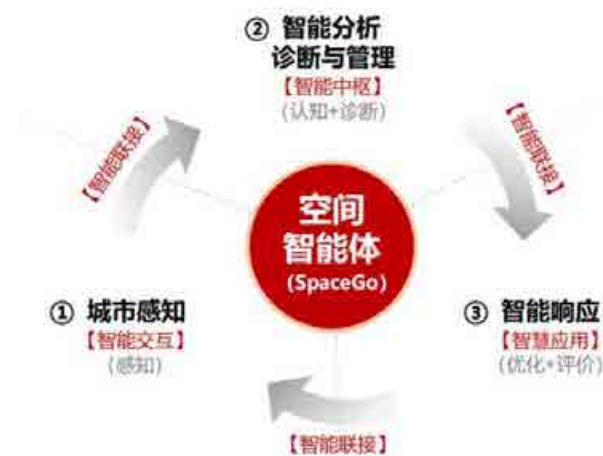 ② 智能分析
诊断与管理
【智能中枢】
(认知+诊断)
【智能联接】
【智能联接】
空间
智能体
(SpaceGo)
① 城市感知
【智能交互】
(感知)
③ 智能响应
【智慧应用】
(优化+评价)
【智能联接】